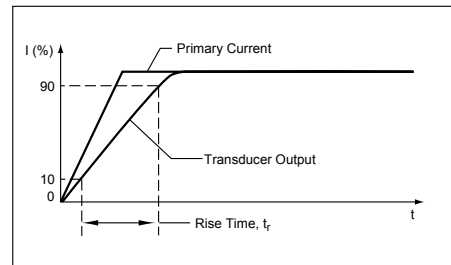 I (%)
Primary Current
90
Transducer Output
10
0
t
Rise Time, tr